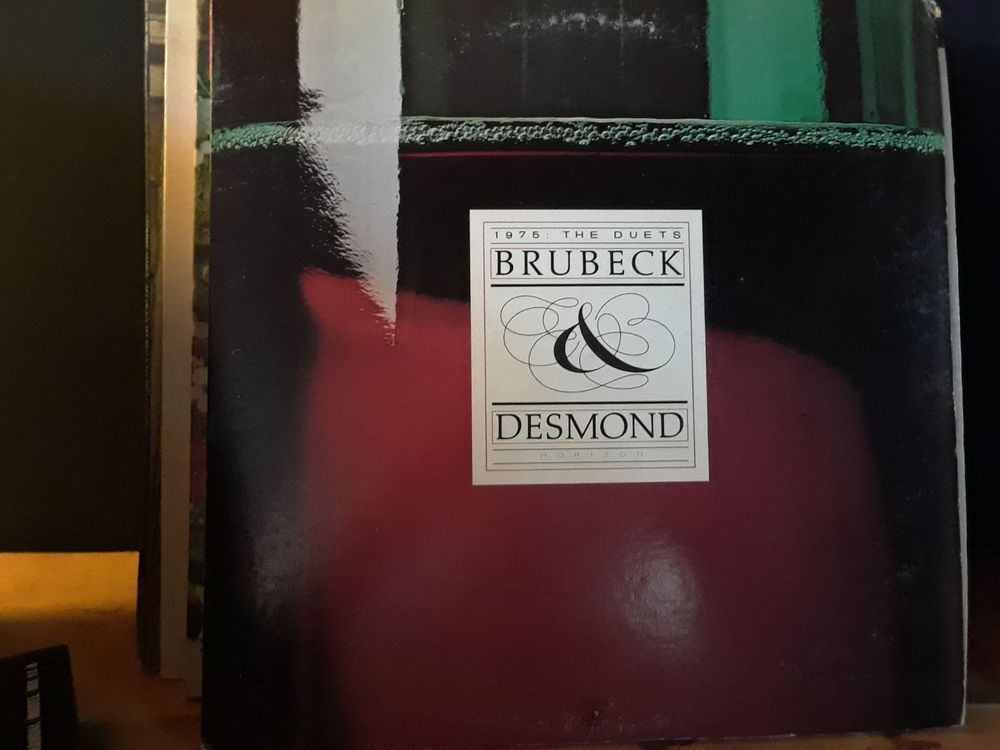 1975: THE DUETS
BRUBECK
&
DESMOND
HORIZON